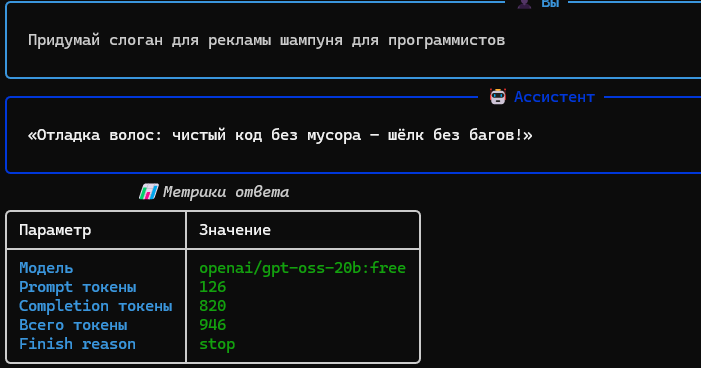 Вы
Придумай слоган для рекламы шампуня для программистов
Ассистент
«Отладка волос: чистый код без мусора — шёлк без багов!»
Метрики ответа
Параметр Значение
Модель openai/gpt-oss-20b:free
Prompt токены 126
Completion токены 820
Всего токены 946
Finish reason stop